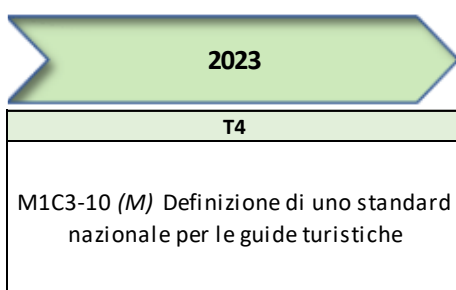 2023
T4
M1C3-10 (M) Definizione di uno standard
nazionale per le guide turistiche